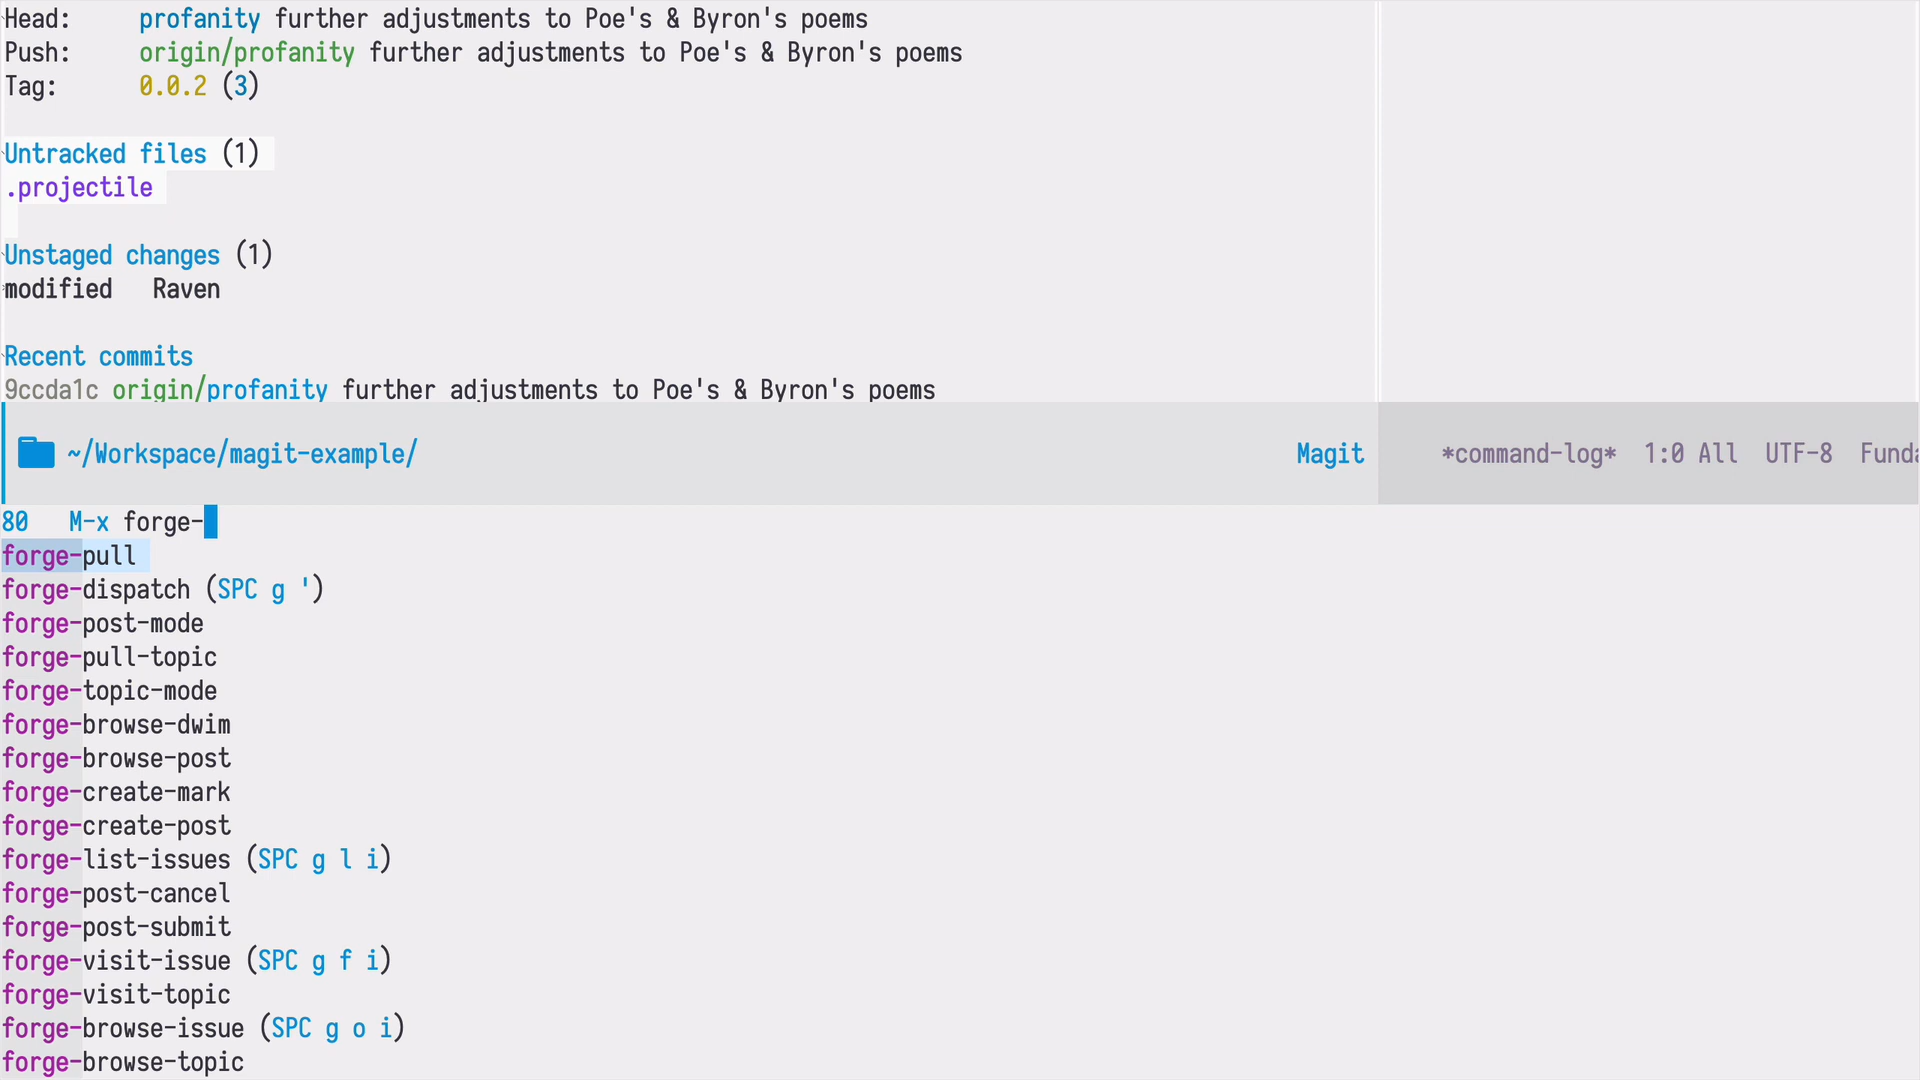 Head:     profanity further adjustments to Poe's & Byron's poems
Push:     origin/profanity further adjustments to Poe's & Byron's poems
Tag:      0.0.2 (3)
Untracked files (1)
.projectile
Unstaged changes (1)
modified   Raven
Recent commits
9ccda1c origin/profanity further adjustments to Poe's & Byron's poems
~/Workspace/magit-example/ Magit *command-log* 1:0 All UTF-8 Funda
80   M-x forge-
forge-pull
forge-dispatch (SPC g ')
forge-post-mode
forge-pull-topic
forge-topic-mode
forge-browse-dwim
forge-browse-post
forge-create-mark
forge-create-post
forge-list-issues (SPC g l i)
forge-post-cancel
forge-post-submit
forge-visit-issue (SPC g f i)
forge-visit-topic
forge-browse-issue (SPC g o i)
forge-browse-topic